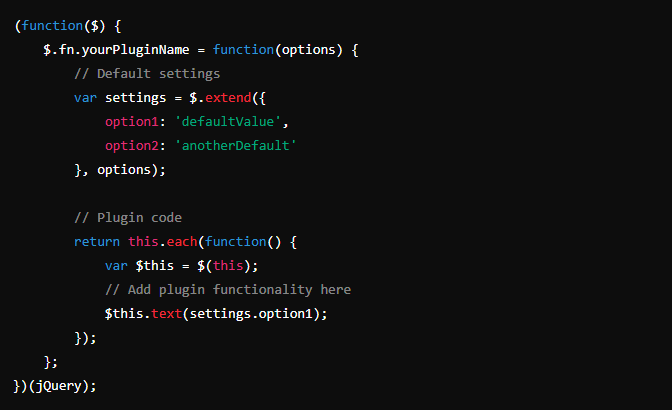 (function($) {
    $.fn.yourPluginName = function(options) {
        // Default settings
        var settings = $.extend({
            option1: 'defaultValue',
            option2: 'anotherDefault'
        }, options);

        // Plugin code
        return this.each(function() {
            var $this = $(this);
            // Add plugin functionality here
            $this.text(settings.option1);
        });
    };
})(jQuery);